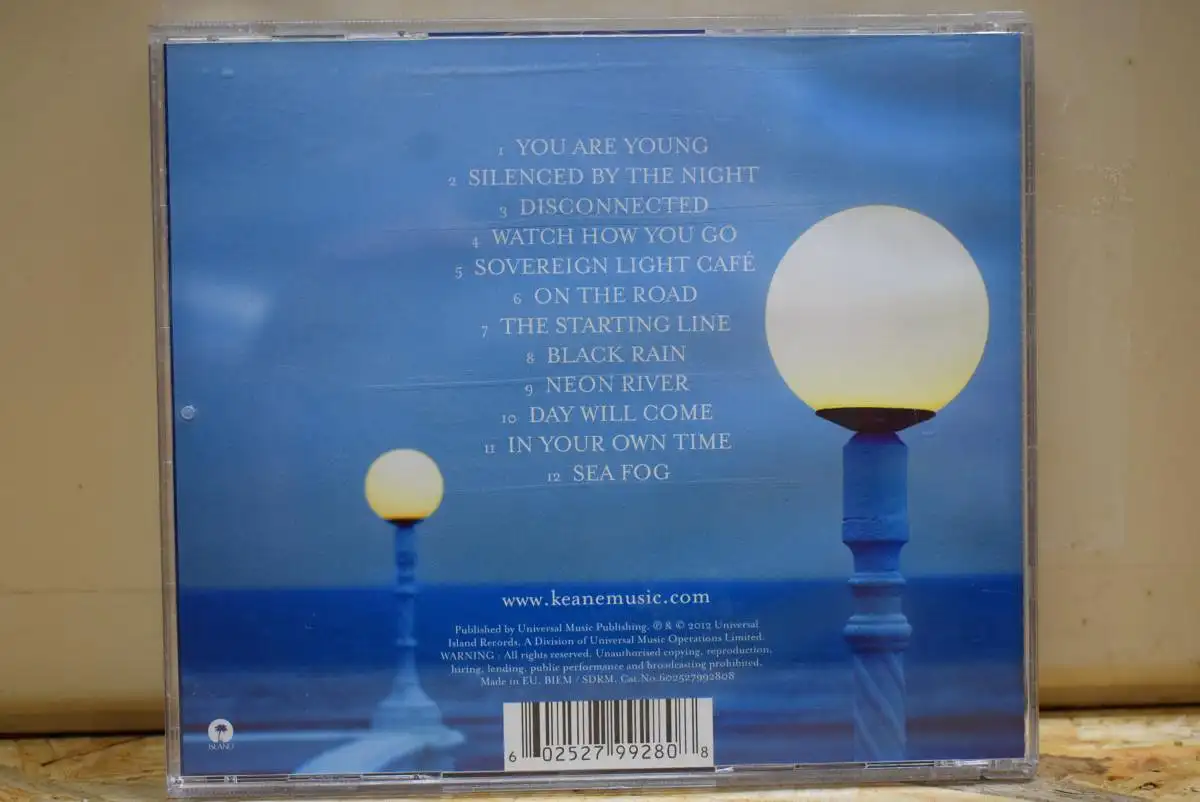 1 YOU ARE YOUNG
2 SILENCED BY THE NIGHT
3 DISCONNECTED
4 WATCH HOW YOU GO
5 SOVEREIGN LIGHT CAFÉ
6 ON THE ROAD
7 THE STARTING LINE
8 BLACK RAIN
9 NEON RIVER
10 DAY WILL COME
11 IN YOUR OWN TIME
12 SEA FOG
www.keanemusic.com
Published by Universal Music Publishing. ℗ & © 2012 Universal
Island Records. A Division of Universal Music Operations Limited.
WARNING : All rights reserved. Unauthorised copying, reproduction,
hiring, lending, public performance and broadcasting prohibited.
Made in EU. BIEM / SDRM. Cat.No.602527992808
ISLAND
6 02527 99280 8